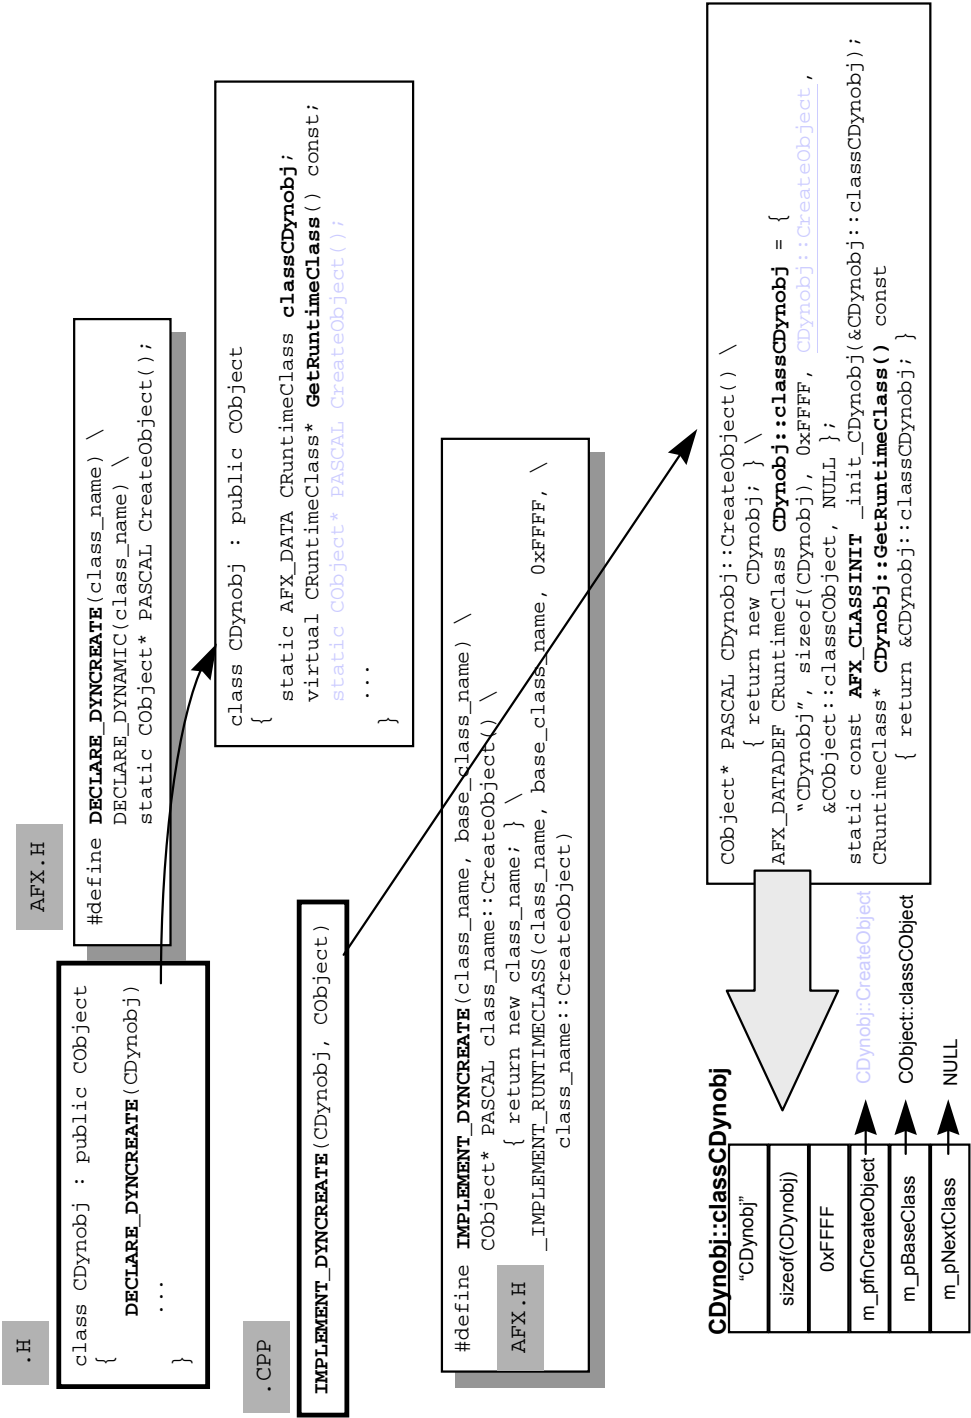 .H
class CDynobj : public CObject
{
DECLARE_DYNCREATE(CDynobj)
...
}
AFX.H
#define DECLARE_DYNCREATE(class_name) \
DECLARE_DYNAMIC(class_name) \
static CObject* PASCAL CreateObject();
class CDynobj : public CObject
{
static AFX_DATA CRuntimeClass classCDynobj;
virtual CRuntimeClass* GetRuntimeClass() const;
static CObject* PASCAL CreateObject();
...
}
.CPP
IMPLEMENT_DYNCREATE(CDynobj, CObject)
#define IMPLEMENT_DYNCREATE(class_name, base_class_name) \
CObject* PASCAL class_name::CreateObject() \
{ return new class_name; } \
_IMPLEMENT_RUNTIMECLASS(class_name, base_class_name, 0xFFFF, \
class_name::CreateObject)
AFX.H
CObject* PASCAL CDynobj::CreateObject() \
{ return new CDynobj; } \
AFX_DATADEF CRuntimeClass CDynobj::classCDynobj = {
“CDynobj”, sizeof(CDynobj), 0xFFFF, CDynobj::CreateObject,
&CObject::classCObject, NULL };
static const AFX_CLASSINIT _init_CDynobj(&CDynobj::classCDynobj);
CRuntimeClass* CDynobj::GetRuntimeClass() const
{ return &CDynobj::classCDynobj; }
CDynobj::classCDynobj
“CDynobj”
sizeof(CDynobj)
0xFFFF
m_pfnCreateObject CDynobj::CreateObject
m_pBaseClass CObject::classCObject
m_pNextClass NULL